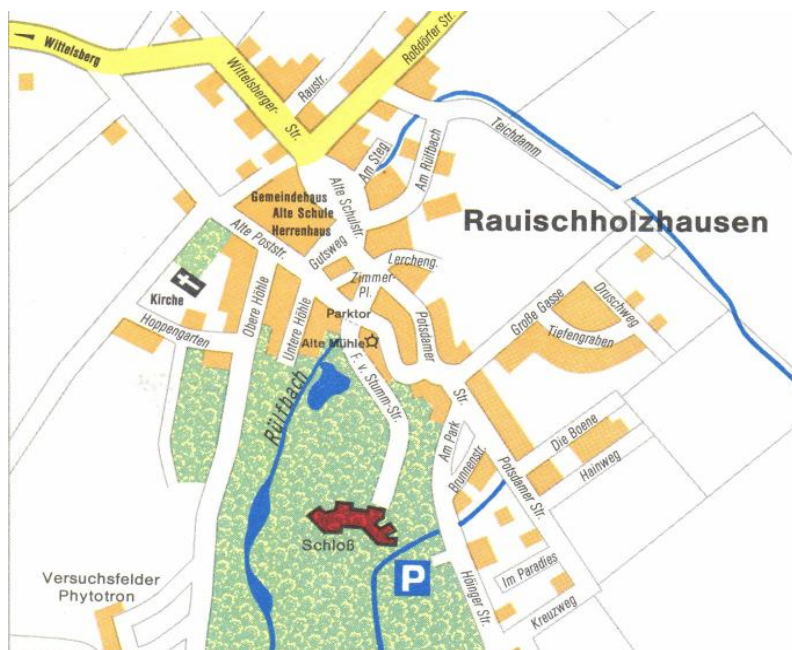 Wittelsberg
Roßdörfer Str.
Wittelsberger-
Str.
Raustr.
Teichdamm
Am Steg
Am Rülfbach
Gemeindehaus
Alte Schule
Herrenhaus
Alte Schulstr.
Rauischholzhausen
Alte Poststr.
Gutsweg
Lercheng.
Zimmer-
Pl.
Kirche
Obere Höhle
Untere Höhle
Parktor
Potsdamer
Str.
Große Gasse
Druschweg
Tiefengraben
Hoppengarten
Alte Mühle
F. v. Stumm-Str.
Rülfbach
Am Park
Brunnenstr.
Potsdamer Str.
Die Boene
Hainweg
Schloß
P
Versuchsfelder
Phytotron
Höinger Str.
Im Paradies
Kreuzweg